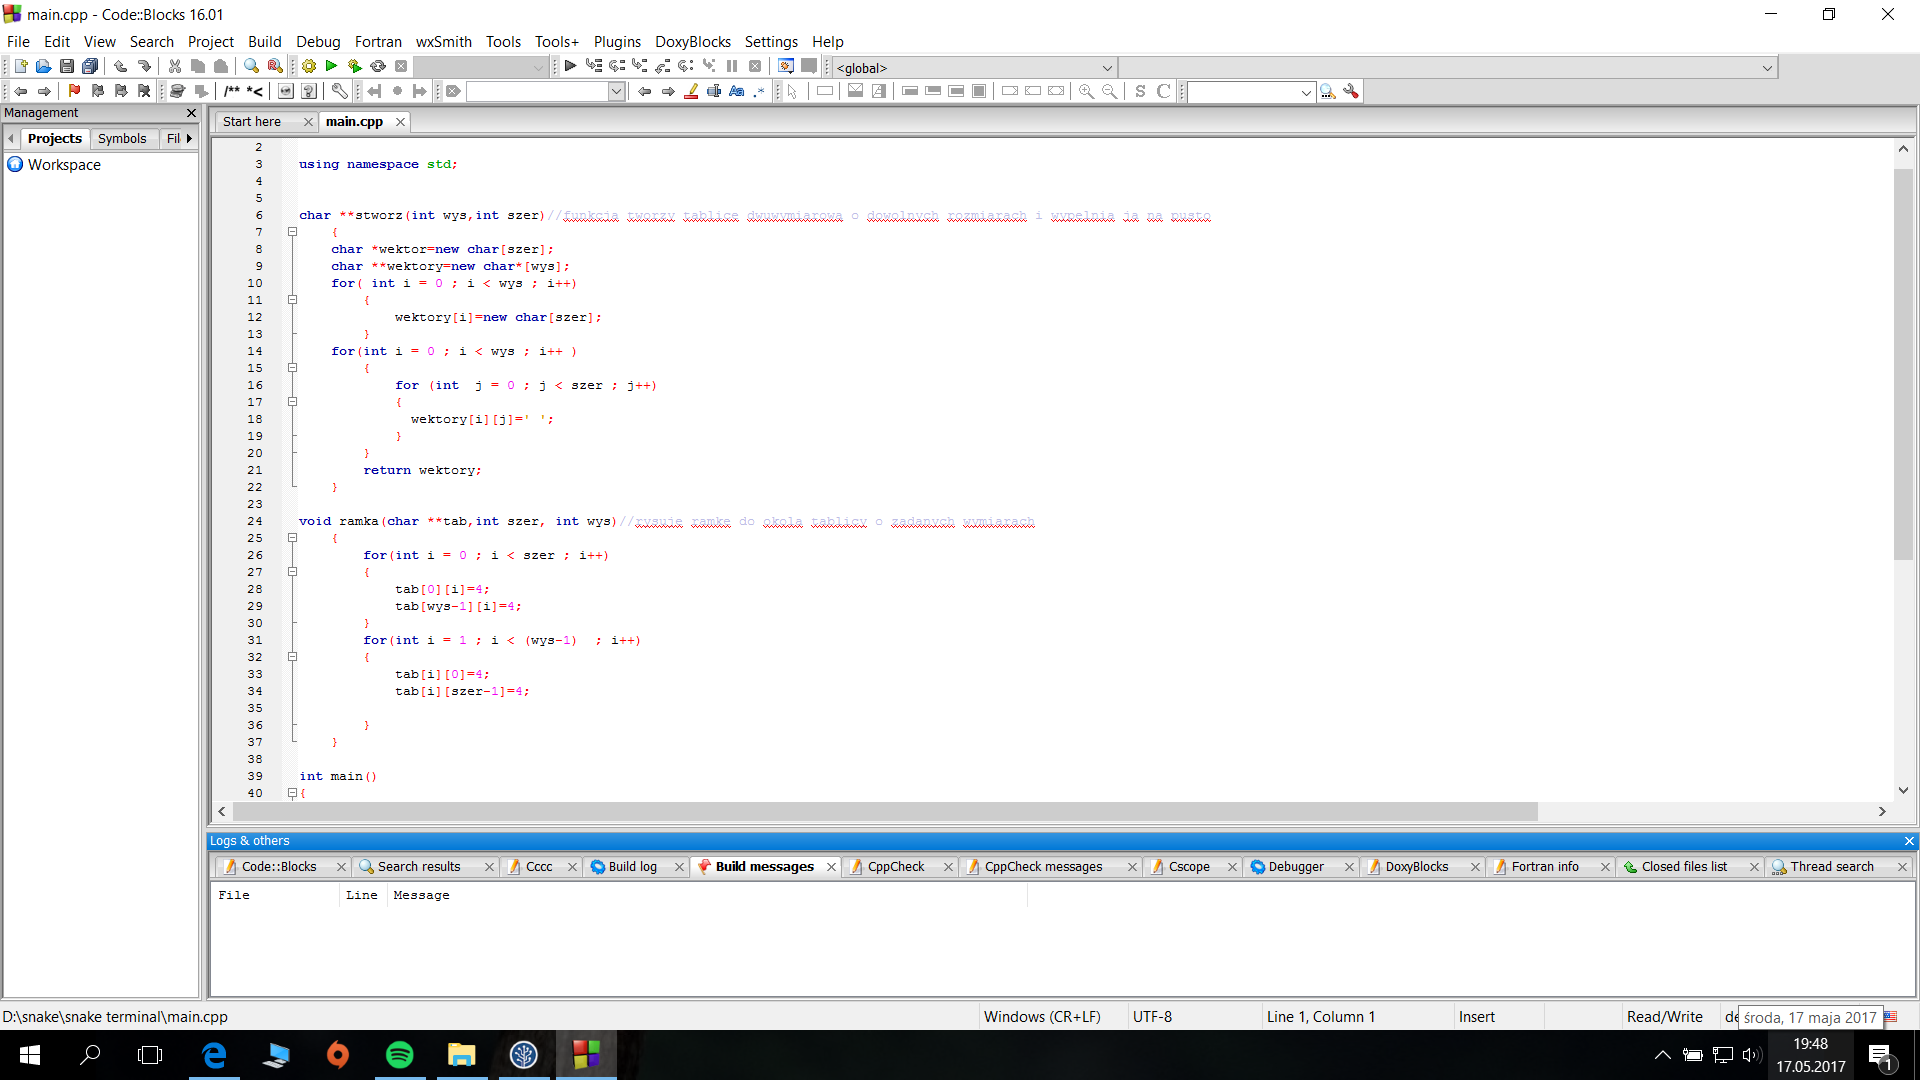 main.cpp - Code::Blocks 16.01
File Edit View Search Project Build Debug Fortran wxSmith Tools Tools+ Plugins DoxyBlocks Settings Help
<global>
/** *<
Aa .*
S C
Management
Start here main.cpp
Projects Symbols Fil
Workspace
2
3 using namespace std;
4
5
6 char **stworz(int wys,int szer)//funkcja tworzy tablice dwuwymiarowa o dowolnych rozmiarach i wypelnia ja na pusto
7 {
8 char *wektor=new char[szer];
9 char **wektory=new char*[wys];
10 for( int i = 0 ; i < wys ; i++)
11 {
12 wektory[i]=new char[szer];
13 }
14 for(int i = 0 ; i < wys ; i++ )
15 {
16 for (int  j = 0 ; j < szer ; j++)
17 {
18 wektory[i][j]=' ';
19 }
20 }
21 return wektory;
22 }
23
24 void ramka(char **tab,int szer, int wys)//rysuje ramke do okola tablicy o zadanych wymiarach
25 {
26 for(int i = 0 ; i < szer ; i++)
27 {
28 tab[0][i]=4;
29 tab[wys-1][i]=4;
30 }
31 for(int i = 1 ; i < (wys-1)  ; i++)
32 {
33 tab[i][0]=4;
34 tab[i][szer-1]=4;
35
36 }
37 }
38
39 int main()
40 {
Logs & others
Code::Blocks Search results Cccc Build log Build messages CppCheck CppCheck messages Cscope Debugger DoxyBlocks Fortran info Closed files list Thread search
File Line Message
D:\snake\snake terminal\main.cpp Windows (CR+LF) UTF-8 Line 1, Column 1 Insert Read/Write de
środa, 17 maja 2017
19:48
17.05.2017
1